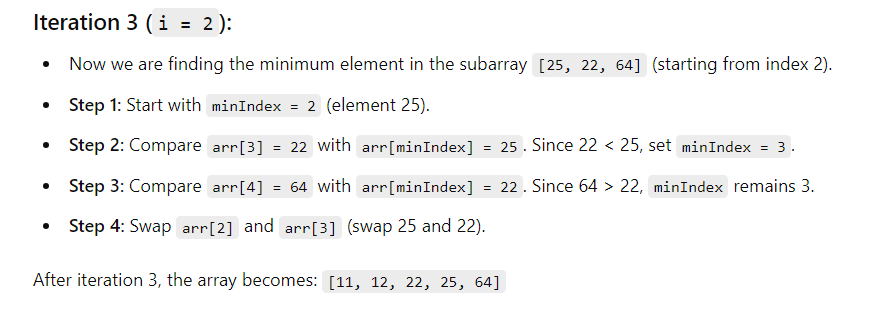 Iteration 3 (i = 2):
• Now we are finding the minimum element in the subarray [25, 22, 64] (starting from index 2).
• Step 1: Start with minIndex = 2 (element 25).
• Step 2: Compare arr[3] = 22 with arr[minIndex] = 25. Since 22 < 25, set minIndex = 3.
• Step 3: Compare arr[4] = 64 with arr[minIndex] = 22. Since 64 > 22, minIndex remains 3.
• Step 4: Swap arr[2] and arr[3] (swap 25 and 22).
After iteration 3, the array becomes: [11, 12, 22, 25, 64]